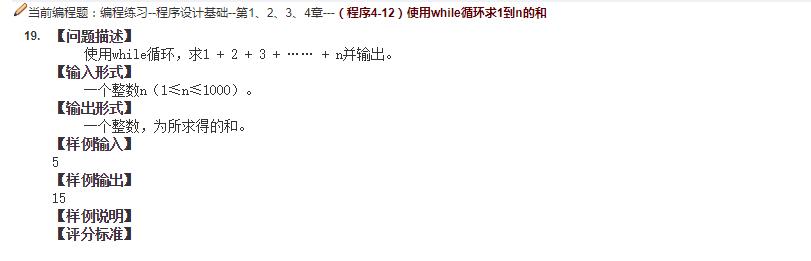 当前编程题：编程练习--程序设计基础--第1、2、3、4章---（程序4-12）使用while循环求1到n的和
19. 【问题描述】
使用while循环，求1 + 2 + 3 + …… + n并输出。
【输入形式】
一个整数n（1≤n≤1000）。
【输出形式】
一个整数，为所求得的和。
【样例输入】
5
【样例输出】
15
【样例说明】
【评分标准】